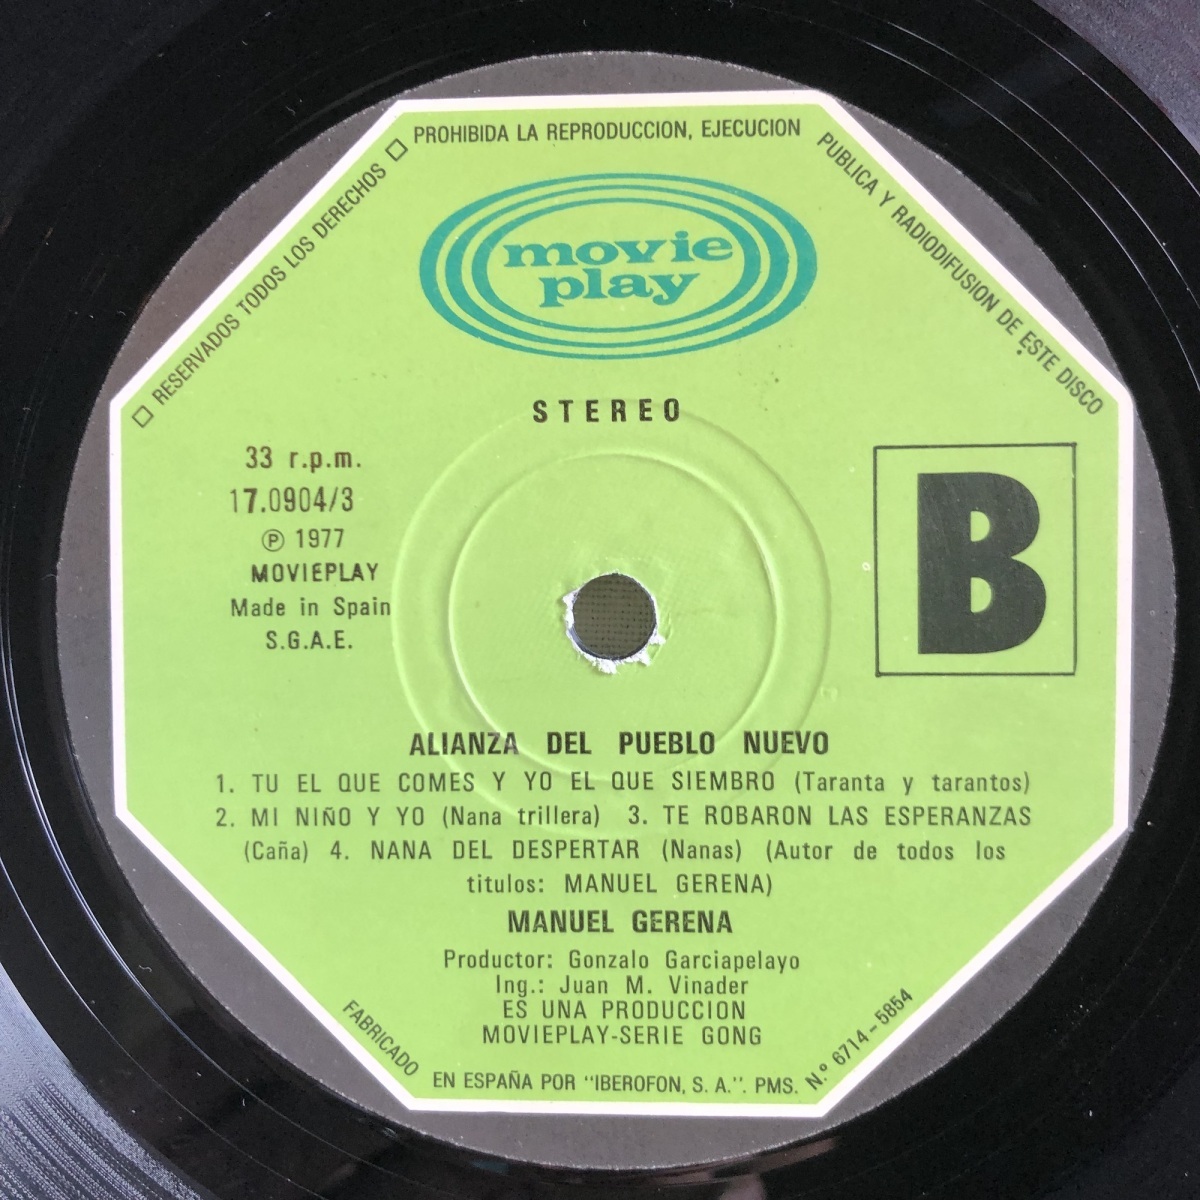 □ RESERVADOS TODOS LOS DERECHOS □ PROHIBIDA LA REPRODUCCION, EJECUCION PUBLICA Y RADIODIFUSION DE ESTE DISCO
movie
play
STEREO
33 r.p.m.
17.0904/3
Ⓟ 1977
MOVIEPLAY
Made in Spain
S.G.A.E.
B
ALIANZA DEL PUEBLO NUEVO
1. TU EL QUE COMES Y YO EL QUE SIEMBRO (Taranta y tarantos)
2. MI NIÑO Y YO (Nana trillera) 3. TE ROBARON LAS ESPERANZAS
(Caña) 4. NANA DEL DESPERTAR (Nanas) (Autor de todos los
titulos: MANUEL GERENA)
MANUEL GERENA
Productor: Gonzalo Garciapelayo
Ing.: Juan M. Vinader
ES UNA PRODUCCION
MOVIEPLAY-SERIE GONG
FABRICADO EN ESPAÑA POR "IBEROFON, S. A.". PMS. N.º 6714-5854